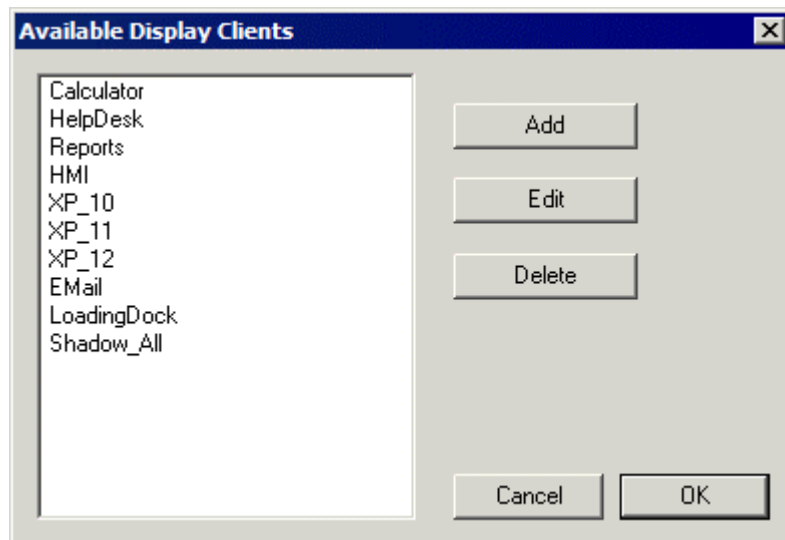 Available Display Clients
Calculator
HelpDesk
Reports
HMI
XP_10
XP_11
XP_12
EMail
LoadingDock
Shadow_All
Add
Edit
Delete
Cancel
OK